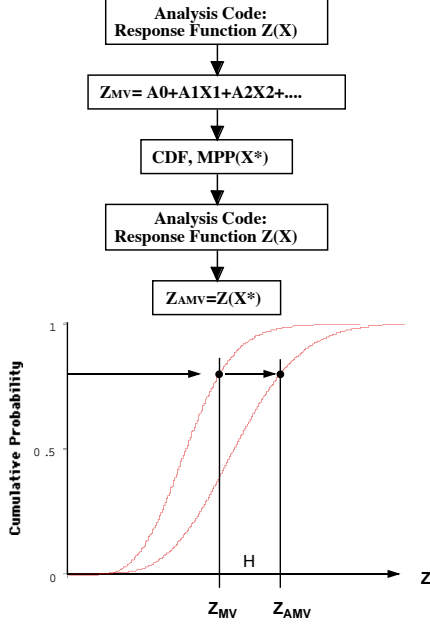 Analysis Code:
Response Function Z(X)
ZMV= A0+A1X1+A2X2+....
CDF, MPP(X*)
Analysis Code:
Response Function Z(X)
ZAMV=Z(X*)
1
Cumulative Probability
0.5
H
0
Z
ZMV
ZAMV